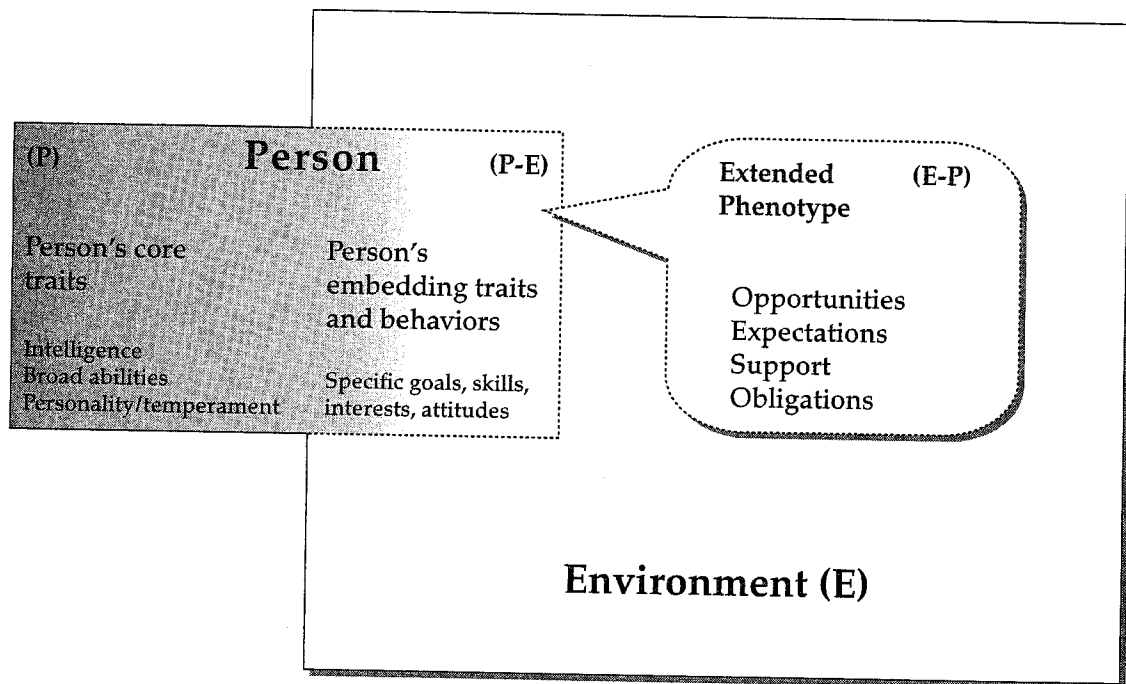 (P) Person (P-E)
Person's core
traits
Intelligence
Broad abilities
Personality/temperament
Person's
embedding traits
and behaviors
Specific goals, skills,
interests, attitudes
Extended (E-P)
Phenotype
Opportunities
Expectations
Support
Obligations
Environment (E)